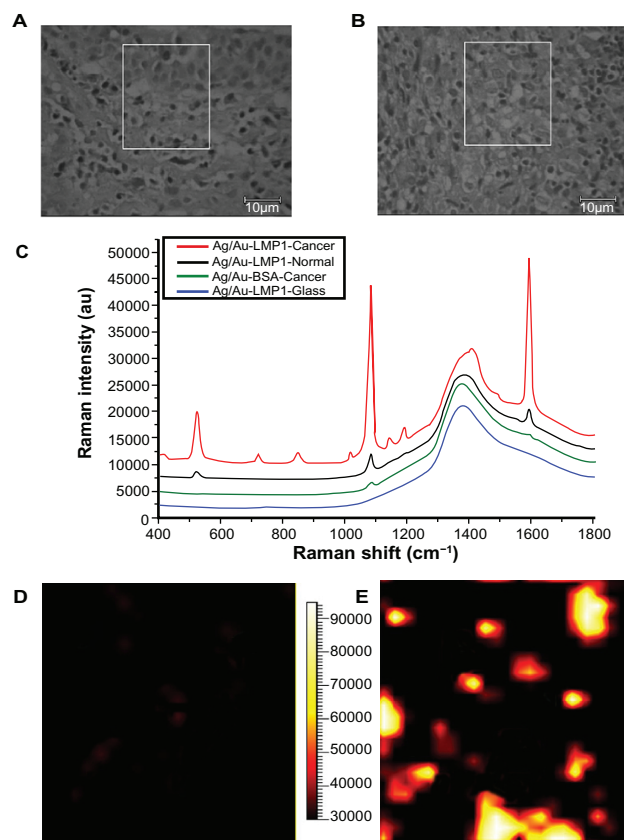 A
B
10µm
10µm
C
Raman intensity (au)
50000
45000
40000
35000
30000
25000
20000
15000
10000
5000
0
Ag/Au-LMP1-Cancer
Ag/Au-LMP1-Normal
Ag/Au-BSA-Cancer
Ag/Au-LMP1-Glass
400 600 800 1000 1200 1400 1600 1800
Raman shift (cm⁻¹)
D
E
90000
80000
70000
60000
50000
40000
30000